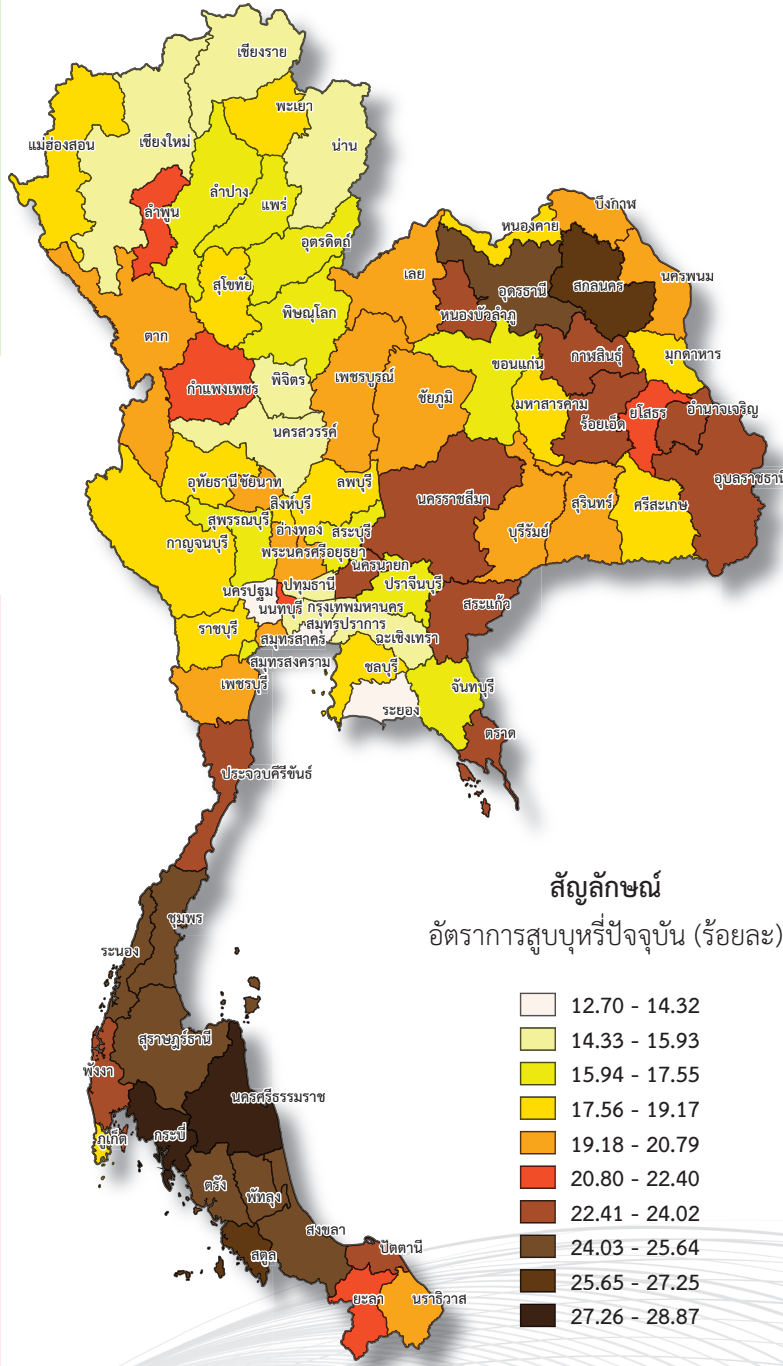 เชียงราย
พะเยา
แม่ฮ่องสอน
เชียงใหม่
น่าน
ลำปาง
แพร่
ลำพูน
อุตรดิตถ์
บึงกาฬ
หนองคาย
เลย
นครพนม
สกลนคร
อุดรธานี
สุโขทัย
หนองบัวลำภู
พิษณุโลก
ตาก
กาฬสินธุ์
มุกดาหาร
ขอนแก่น
พิจิตร
เพชรบูรณ์
กำแพงเพชร
ชัยภูมิ
มหาสารคาม
ยโสธร
อำนาจเจริญ
ร้อยเอ็ด
นครสวรรค์
อุบลราชธานี
อุทัยธานี
ชัยนาท
ลพบุรี
นครราชสีมา
สุรินทร์
ศรีสะเกษ
สิงห์บุรี
สุพรรณบุรี
อ่างทอง
สระบุรี
บุรีรัมย์
กาญจนบุรี
พระนครศรีอยุธยา
นครนายก
ปราจีนบุรี
นครปฐม
ปทุมธานี
นนทบุรี
กรุงเทพมหานคร
สระแก้ว
สมุทรปราการ
ราชบุรี
สมุทรสาคร
ฉะเชิงเทรา
สมุทรสงคราม
ชลบุรี
เพชรบุรี
จันทบุรี
ระยอง
ตราด
ประจวบคีรีขันธ์
ชุมพร
ระนอง
สุราษฎร์ธานี
พังงา
นครศรีธรรมราช
ภูเก็ต
กระบี่
ตรัง
พัทลุง
สงขลา
สตูล
ปัตตานี
ยะลา
นราธิวาส
สัญลักษณ์
อัตราการสูบบุหรี่ปัจจุบัน (ร้อยละ)
12.70 - 14.32
14.33 - 15.93
15.94 - 17.55
17.56 - 19.17
19.18 - 20.79
20.80 - 22.40
22.41 - 24.02
24.03 - 25.64
25.65 - 27.25
27.26 - 28.87